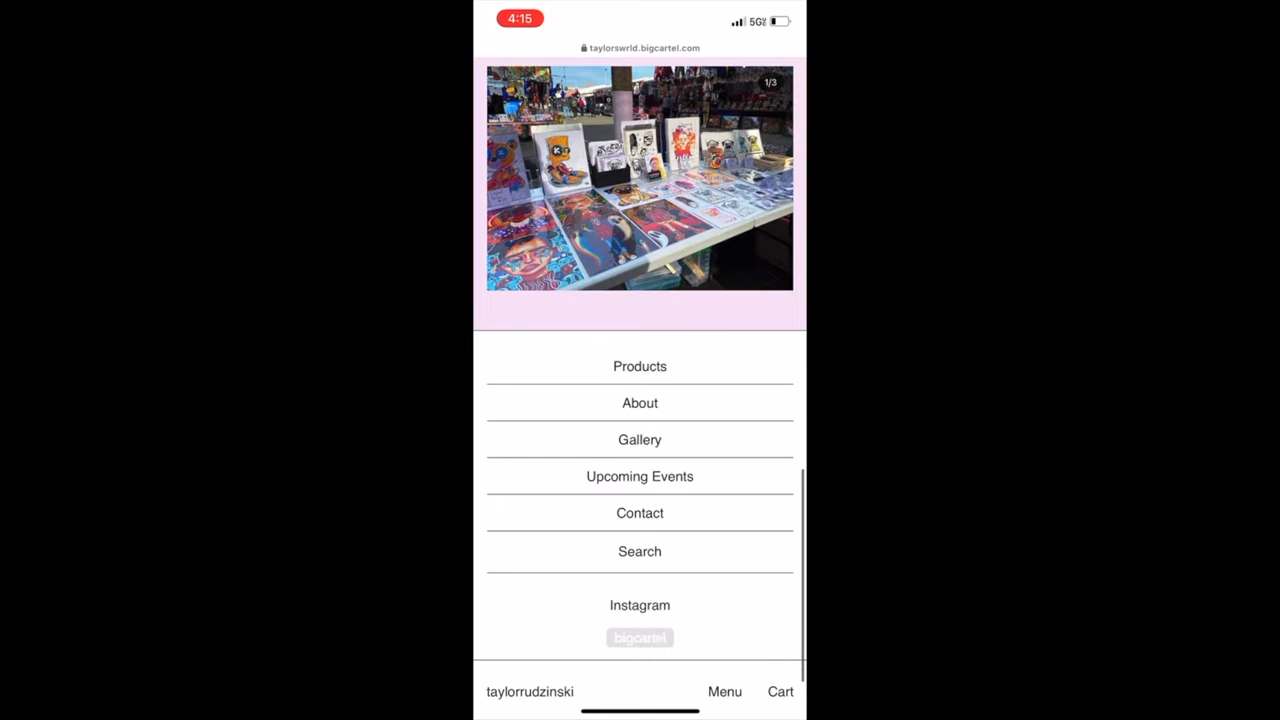 4:15
5G
taylorswrld.bigcartel.com
1/3
Products
About
Gallery
Upcoming Events
Contact
Search
Instagram
bigcartel
taylorrudzinski Menu Cart